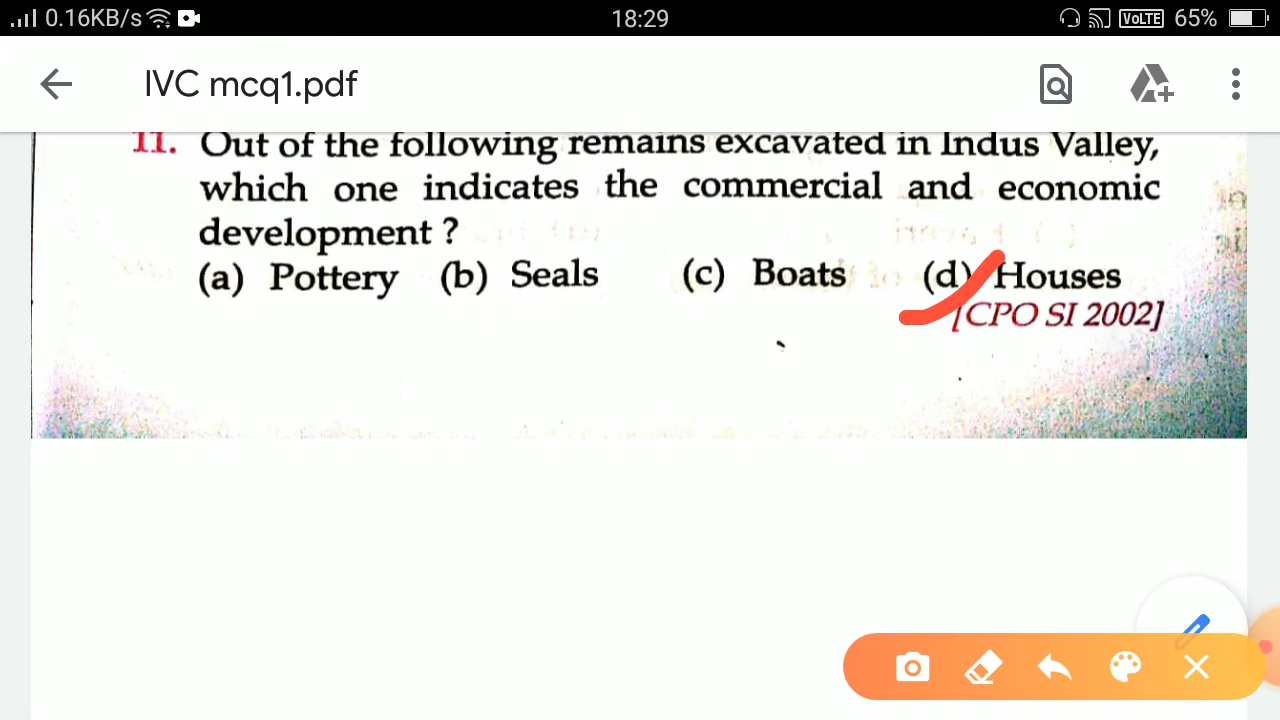 0.16KB/s 18:29 VoLTE 65%
IVC mcq1.pdf
11. Out of the following remains excavated in Indus Valley,
which one indicates the commercial and economic
development ?
(a) Pottery (b) Seals (c) Boats (d) Houses
[CPO SI 2002]